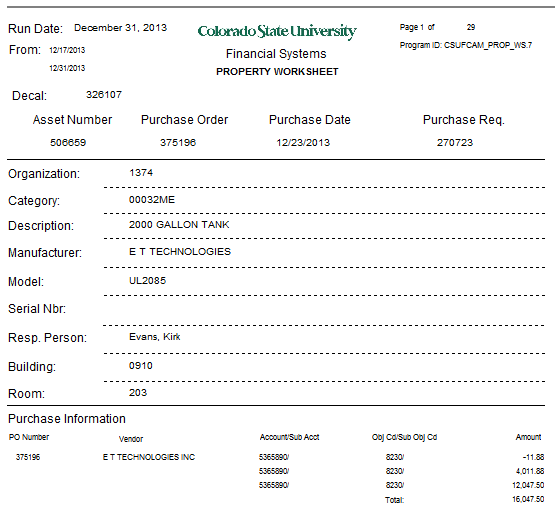 Run Date: December 31, 2013 Colorado State University Page 1 of 29
From: 12/17/2013 Financial Systems Program ID: CSUFCAM_PROP_WS.7
12/31/2013 PROPERTY WORKSHEET
Decal: 326107
Asset Number Purchase Order Purchase Date Purchase Req.
506659 375196 12/23/2013 270723
Organization: 1374
Category: 00032ME
Description: 2000 GALLON TANK
Manufacturer: E T TECHNOLOGIES
Model: UL2085
Serial Nbr:
Resp. Person: Evans, Kirk
Building: 0910
Room: 203
Purchase Information
PO Number Vendor Account/Sub Acct Obj Cd/Sub Obj Cd Amount
375196 E T TECHNOLOGIES INC 5365890/ 8230/ -11.88
5365890/ 8230/ 4,011.88
5365890/ 8230/ 12,047.50
Total: 16,047.50